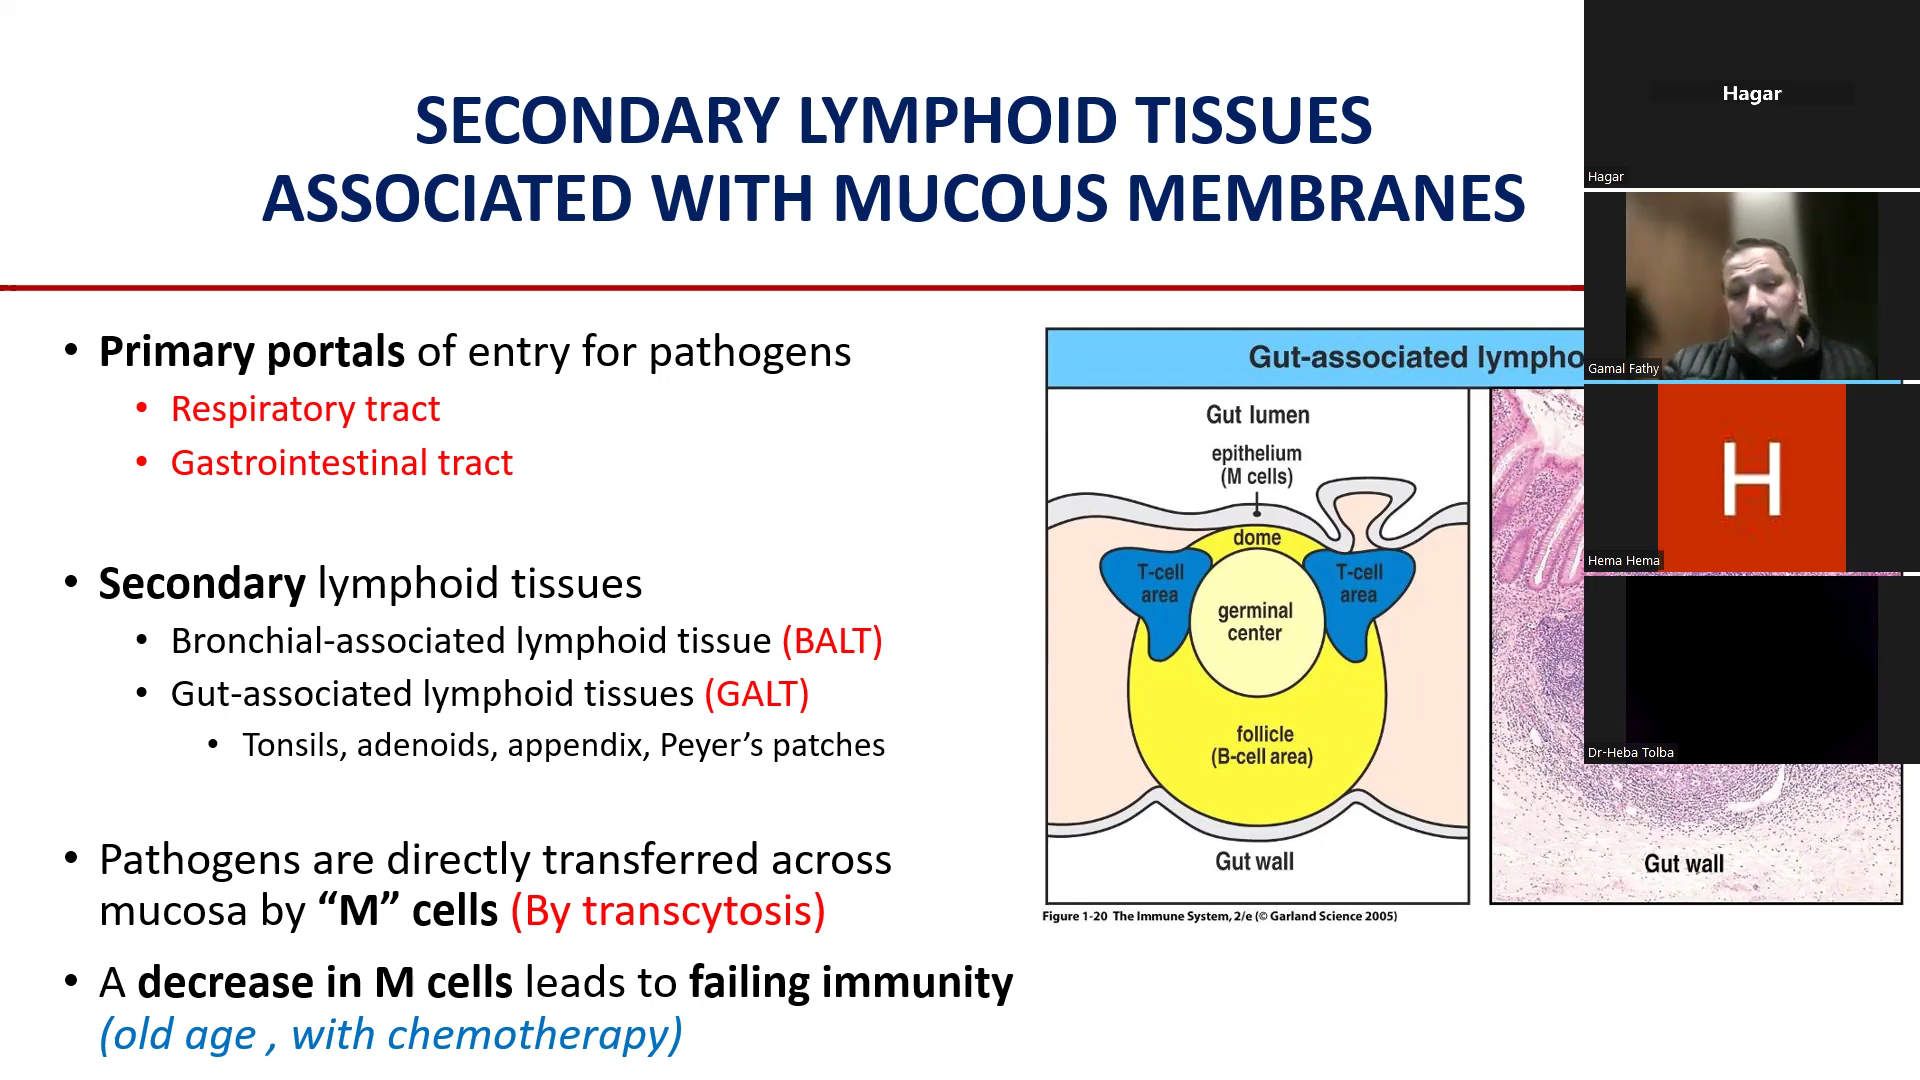 SECONDARY LYMPHOID TISSUES
ASSOCIATED WITH MUCOUS MEMBRANES
• Primary portals of entry for pathogens
• Respiratory tract
• Gastrointestinal tract
• Secondary lymphoid tissues
• Bronchial-associated lymphoid tissue (BALT)
• Gut-associated lymphoid tissues (GALT)
• Tonsils, adenoids, appendix, Peyer’s patches
• Pathogens are directly transferred across
mucosa by “M” cells (By transcytosis)
• A decrease in M cells leads to failing immunity
(old age , with chemotherapy)
Gut-associated lympho
Gut lumen
epithelium
(M cells)
dome
T-cell
area
T-cell
area
germinal
center
follicle
(B-cell area)
Gut wall
Gut wall
Figure 1-20 The Immune System, 2/e (© Garland Science 2005)
Hagar
Hagar
Gamal Fathy
H
Hema Hema
Dr-Heba Tolba